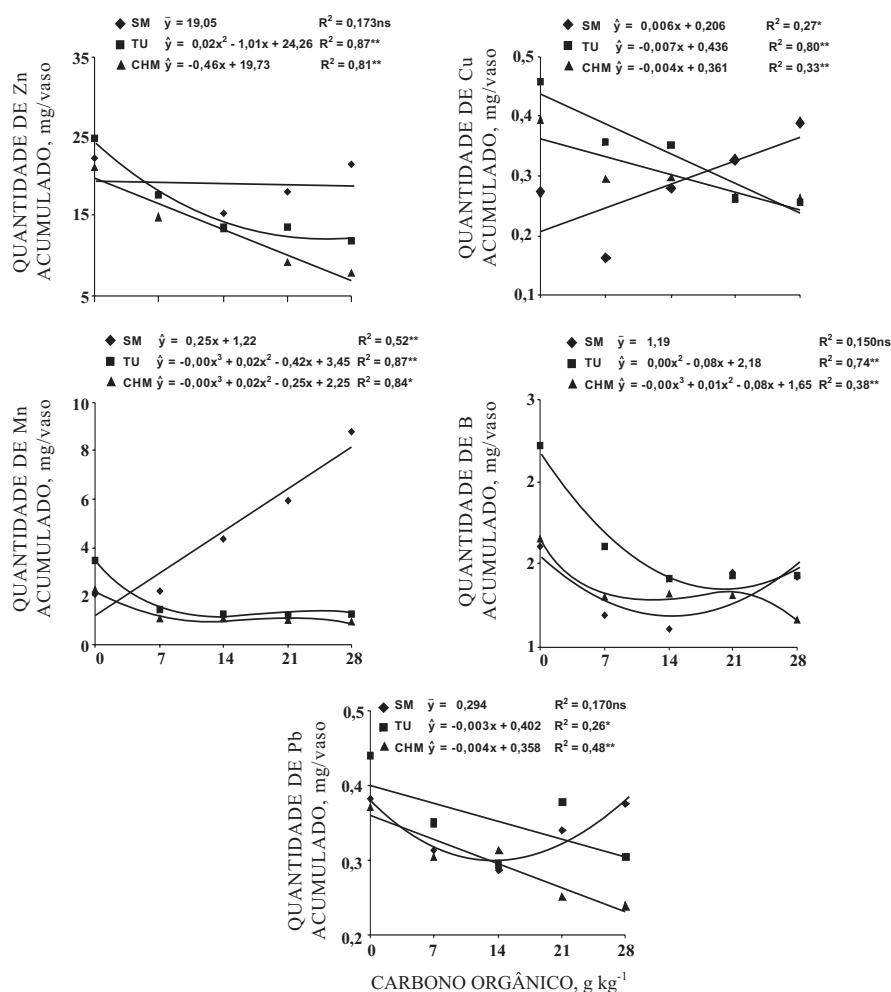 SM ȳ = 19,05 R² = 0,173ns
TU ŷ = 0,02x² - 1,01x + 24,26 R² = 0,87**
CHM ŷ = -0,46x + 19,73 R² = 0,81**
QUANTIDADE DE Zn
ACUMULADO, mg/vaso
35
25
15
5
SM ŷ = 0,006x + 0,206 R² = 0,27*
TU ŷ = -0,007x + 0,436 R² = 0,80**
CHM ŷ = -0,004x + 0,361 R² = 0,33**
QUANTIDADE DE Cu
ACUMULADO, mg/vaso
0,5
0,4
0,3
0,2
0,1
SM ŷ = 0,25x + 1,22 R² = 0,52**
TU ŷ = -0,00x³ + 0,02x² - 0,42x + 3,45 R² = 0,87**
CHM ŷ = -0,00x³ + 0,02x² - 0,25x + 2,25 R² = 0,84*
QUANTIDADE DE Mn
ACUMULADO, mg/vaso
10
8
6
4
2
0
0 7 14 21 28
SM ȳ = 1,19 R² = 0,150ns
TU ŷ = 0,00x² - 0,08x + 2,18 R² = 0,74**
CHM ŷ = -0,00x³ + 0,01x² - 0,08x + 1,65 R² = 0,38**
QUANTIDADE DE B
ACUMULADO, mg/vaso
3
2
2
1
0 7 14 21 28
SM ȳ = 0,294 R² = 0,170ns
TU ŷ = -0,003x + 0,402 R² = 0,26*
CHM ŷ = -0,004x + 0,358 R² = 0,48**
QUANTIDADE DE Pb
ACUMULADO, mg/vaso
0,5
0,4
0,3
0,2
0 7 14 21 28
CARBONO ORGÂNICO, g kg⁻¹